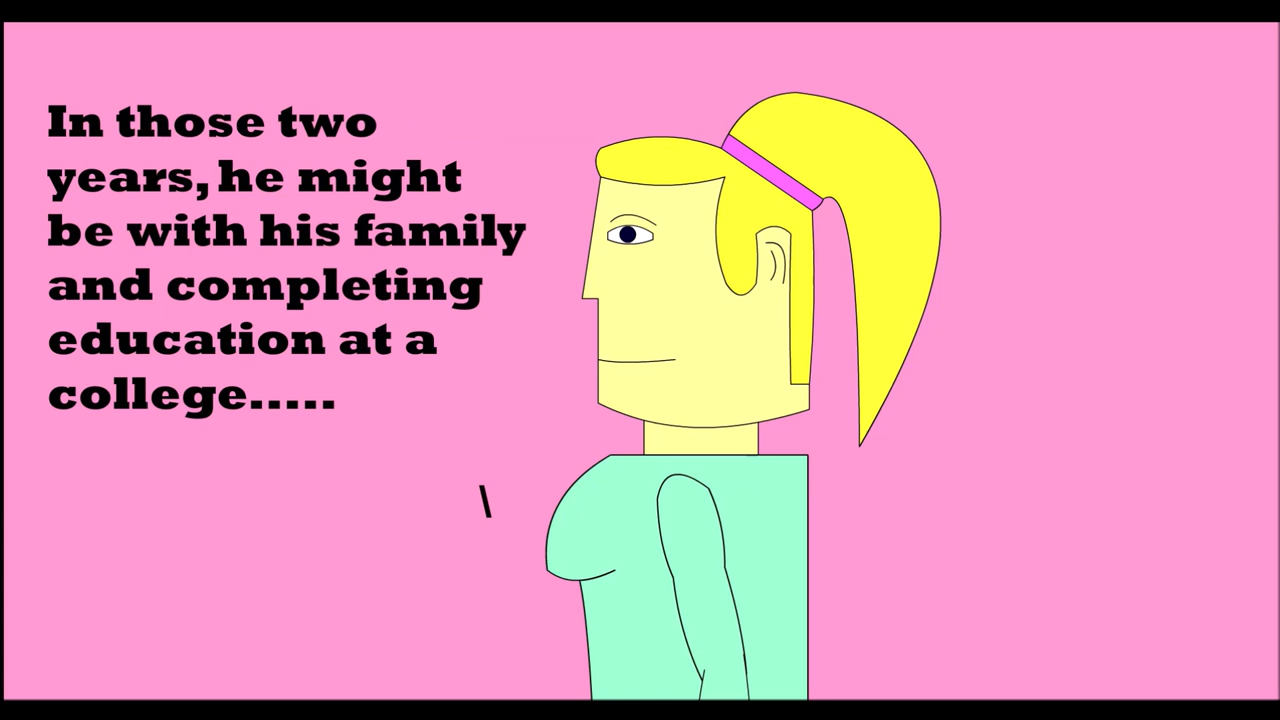 In those two
years, he might
be with his family
and completing
education at a
college.....
\